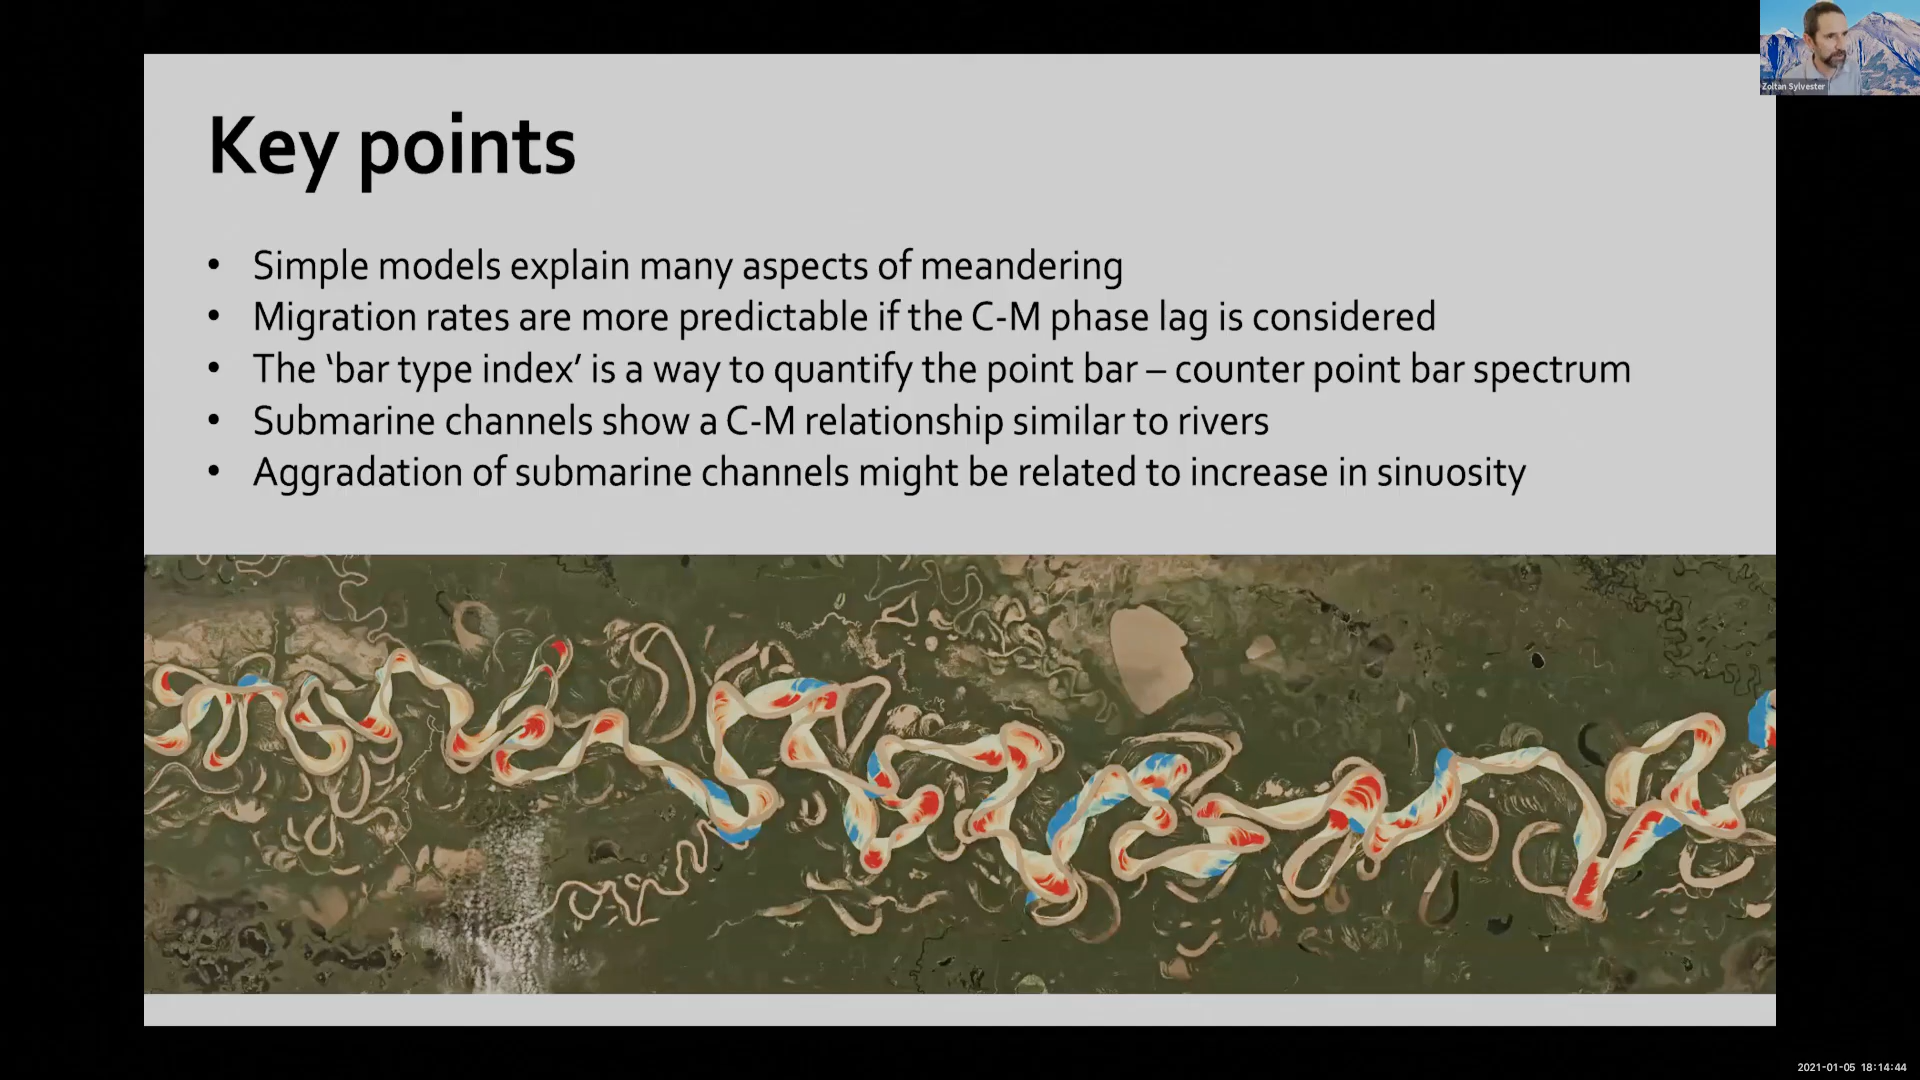 Zoltan Sylvester
Key points
• Simple models explain many aspects of meandering
• Migration rates are more predictable if the C-M phase lag is considered
• The ‘bar type index’ is a way to quantify the point bar – counter point bar spectrum
• Submarine channels show a C-M relationship similar to rivers
• Aggradation of submarine channels might be related to increase in sinuosity
2021-01-05 18:14:44